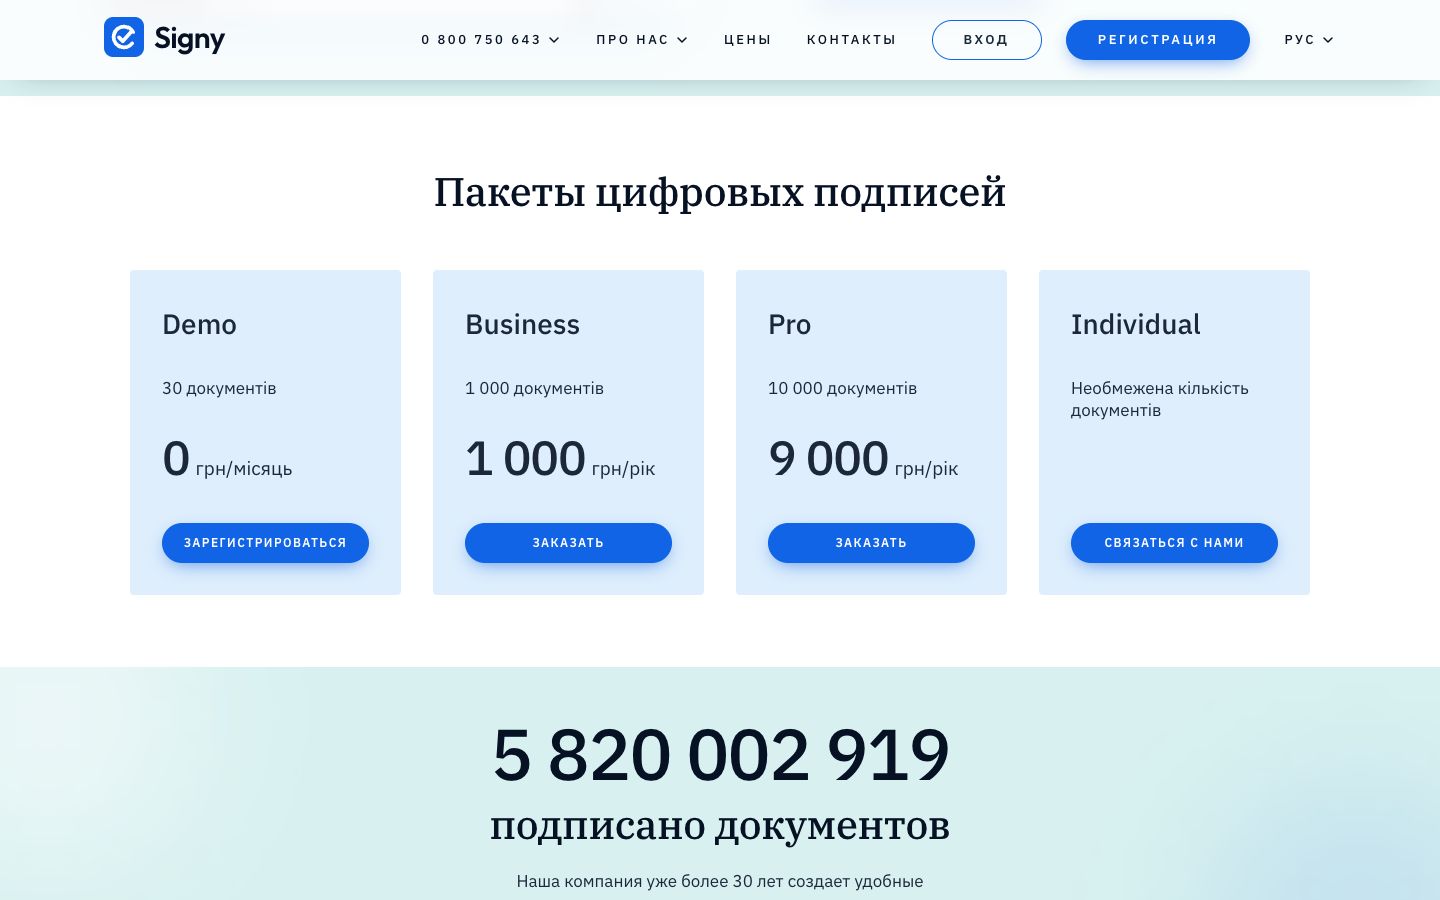 Signy
0 800 750 643
ПРО НАС
ЦЕНЫ
КОНТАКТЫ
ВХОД
РЕГИСТРАЦИЯ
РУС
Пакеты цифровых подписей
Demo
30 документів
0 грн/місяць
ЗАРЕГИСТРИРОВАТЬСЯ
Business
1 000 документів
1 000 грн/рік
ЗАКАЗАТЬ
Pro
10 000 документів
9 000 грн/рік
ЗАКАЗАТЬ
Individual
Необмежена кількість
документів
СВЯЗАТЬСЯ С НАМИ
5 820 002 919
подписано документов
Наша компания уже более 30 лет создает удобные